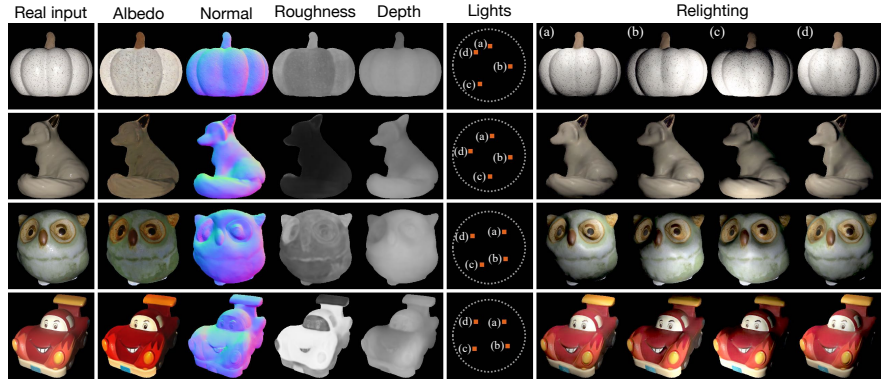 Real input Albedo Normal Roughness Depth Lights Relighting
(a) (d) (b) (c) (a) (b) (c) (d)
(a) (d) (b) (c)
(d) (a) (c) (b)
(d) (a) (c) (b)